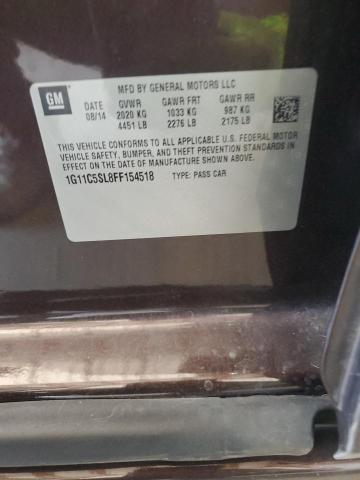 GM
MFD BY GENERAL MOTORS LLC
DATE GVWR GAWR FRT GAWR RR
08/14 2020 KG 1033 KG 987 KG
4451 LB 2276 LB 2175 LB
THIS VEHICLE CONFORMS TO ALL APPLICABLE U.S. FEDERAL MOTOR
VEHICLE SAFETY, BUMPER, AND THEFT PREVENTION STANDARDS IN
EFFECT ON THE DATE OF MANUFACTURE SHOWN ABOVE.
1G11C5SL8FF154518 TYPE: PASS CAR